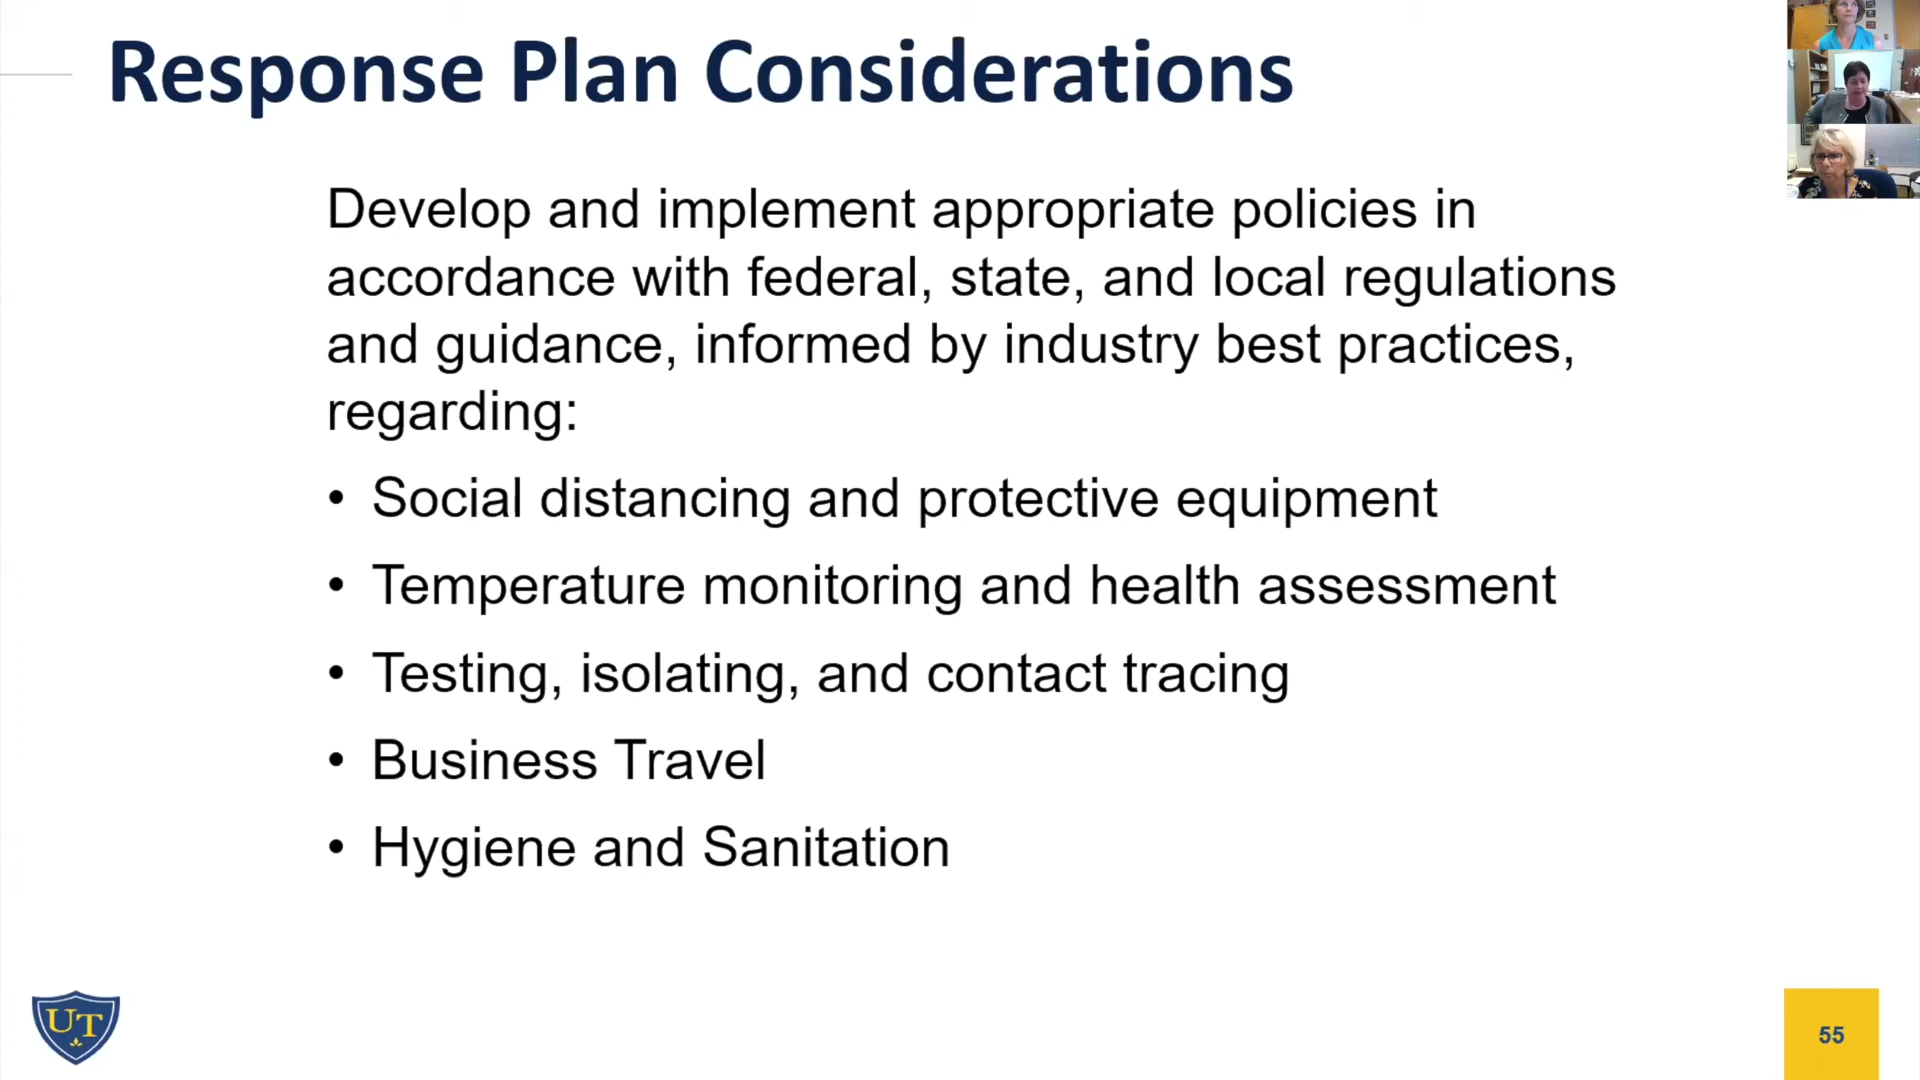 Response Plan Considerations
Develop and implement appropriate policies in
accordance with federal, state, and local regulations
and guidance, informed by industry best practices,
regarding:
• Social distancing and protective equipment
• Temperature monitoring and health assessment
• Testing, isolating, and contact tracing
• Business Travel
• Hygiene and Sanitation
UT
55